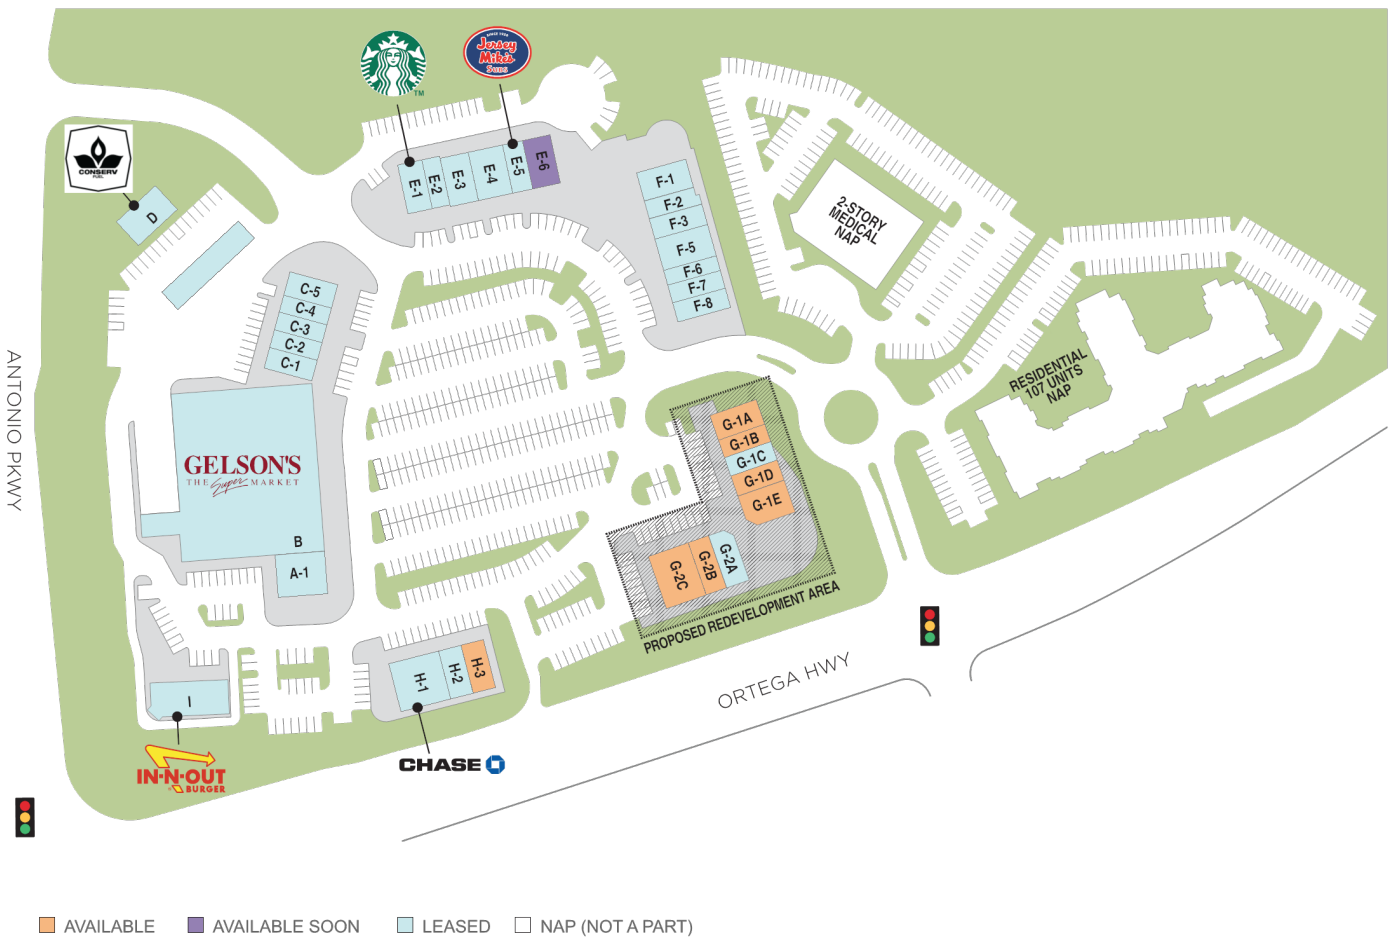 TM
SINCE 1956
Jersey
Mike's
SUBS
CONSERV
FUEL
D
E-1
E-2
E-3
E-4
E-5
E-6
F-1
F-2
F-3
F-5
F-6
F-7
F-8
2-STORY
MEDICAL
NAP
C-5
C-4
C-3
C-2
C-1
RESIDENTIAL
107 UNITS
NAP
ANTONIO PKWY
GELSON'S
THE Super MARKET
B
A-1
G-1A
G-1B
G-1C
G-1D
G-1E
G-2C
G-2B
G-2A
PROPOSED REDEVELOPMENT AREA
ORTEGA HWY
H-1
H-2
H-3
I
CHASE
IN-N-OUT
BURGER
AVAILABLE
AVAILABLE SOON
LEASED
NAP (NOT A PART)